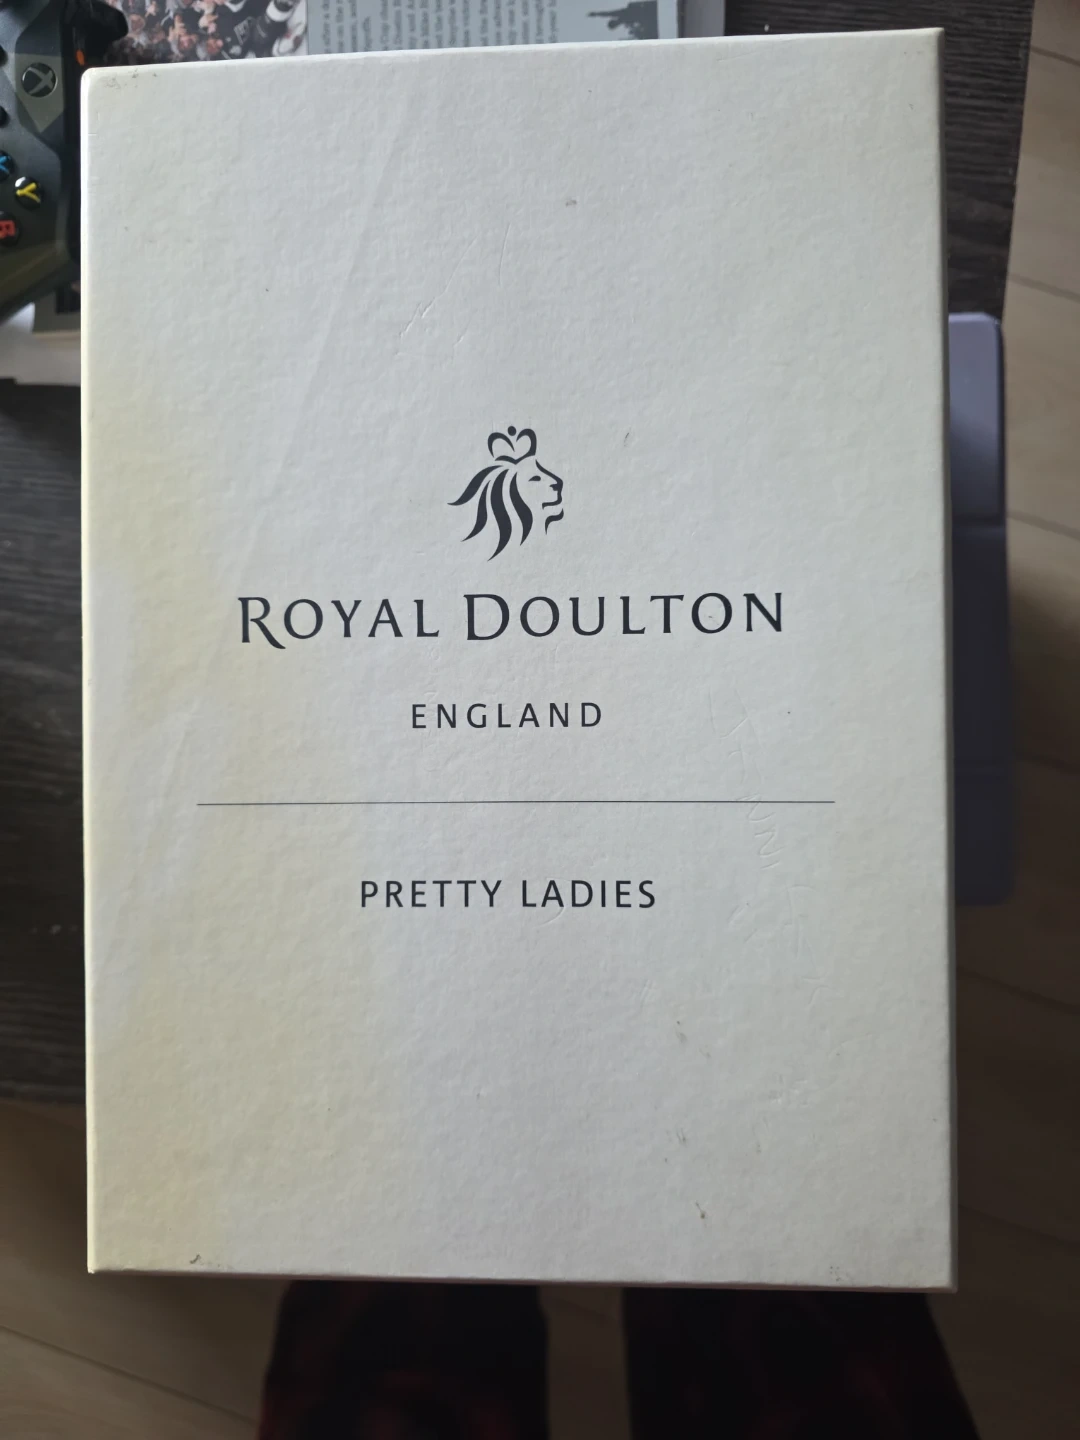 X
Y
B
ROYAL DOULTON
ENGLAND
PRETTY LADIES